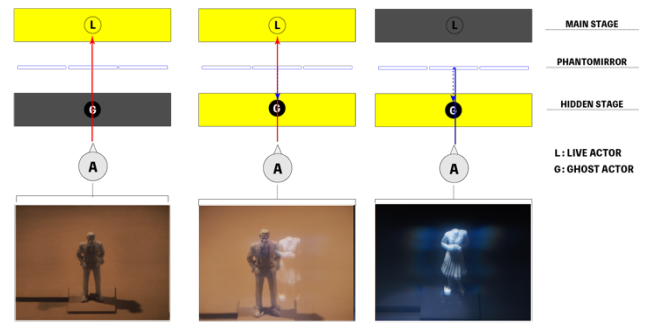 L
L
L
MAIN STAGE
PHANTOMIRROR
G
G
G
HIDDEN STAGE
A
A
A
L : LIVE ACTOR
G : GHOST ACTOR